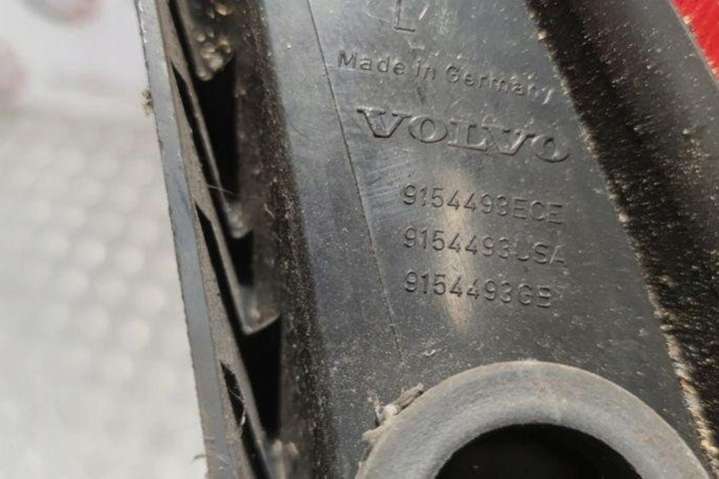 L
Made in Germany
VOLVO
9154493ECE
9154493USA
9154493GB